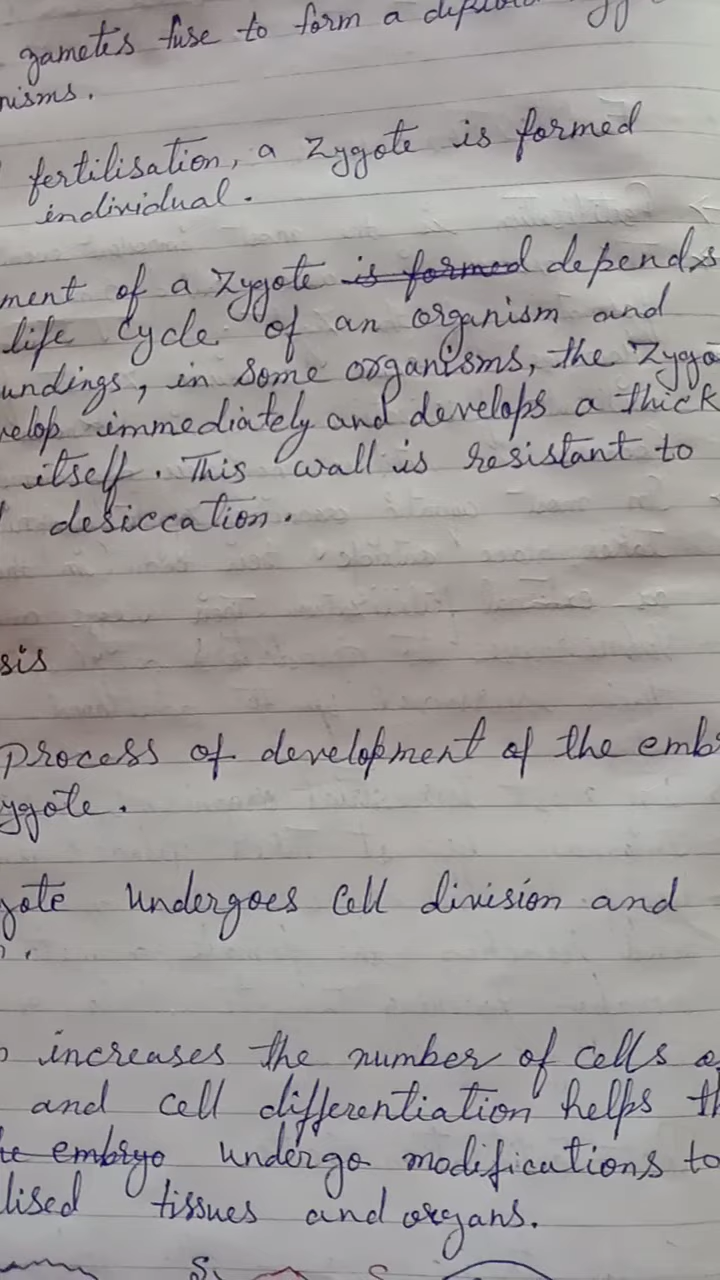 gametes fuse to form a
nisms.
fertilisation, a zygote is formed
individual.
ment of a zygote is formed depends
life cycle of an organism and
undings, in some organisms, the zygo
velop immediately and develops a thick
itself. This wall is resistant to
desiccation.
sis
process of development of the emb
ygote.
gote undergoes cell division and
increases the number of cells
and cell differentiation helps th
te embryo undergo modifications to
lised tissues and organs.